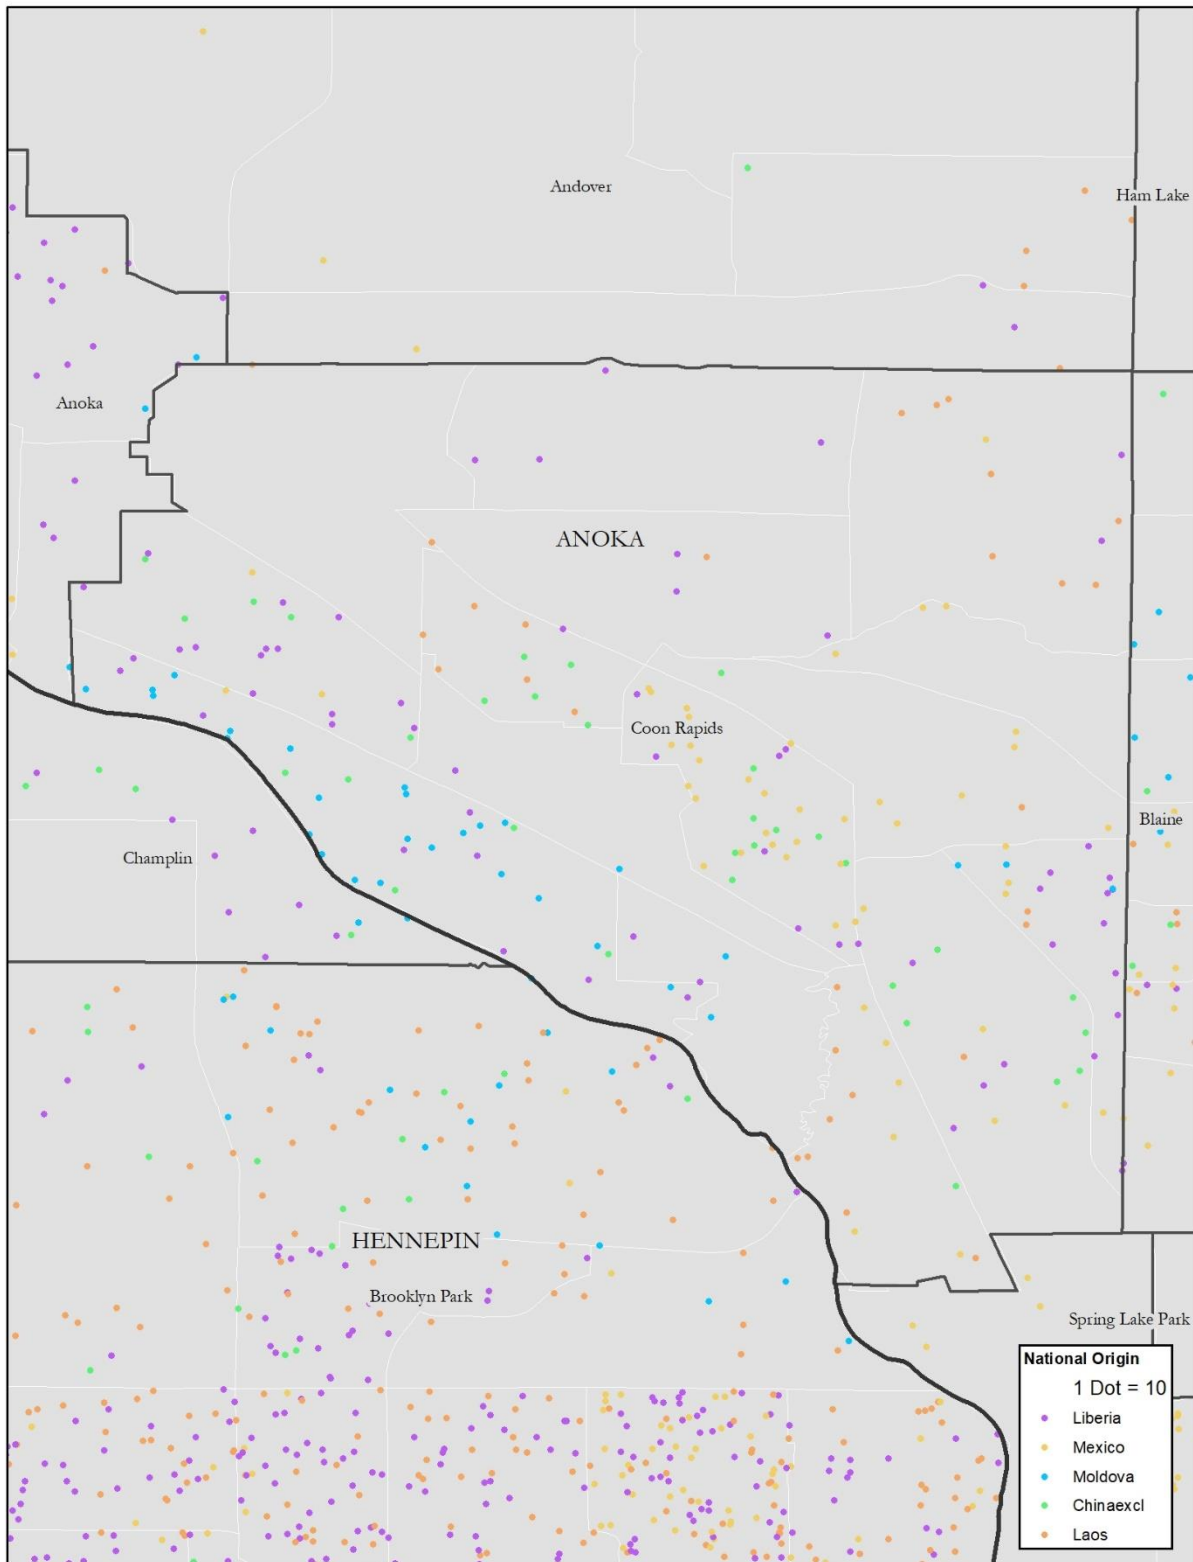 Andover
Ham Lake
Anoka
ANOKA
Coon Rapids
Blaine
Champlin
HENNEPIN
Brooklyn Park
Spring Lake Park
National Origin
1 Dot = 10
Liberia
Mexico
Moldova
Chinaexcl
Laos